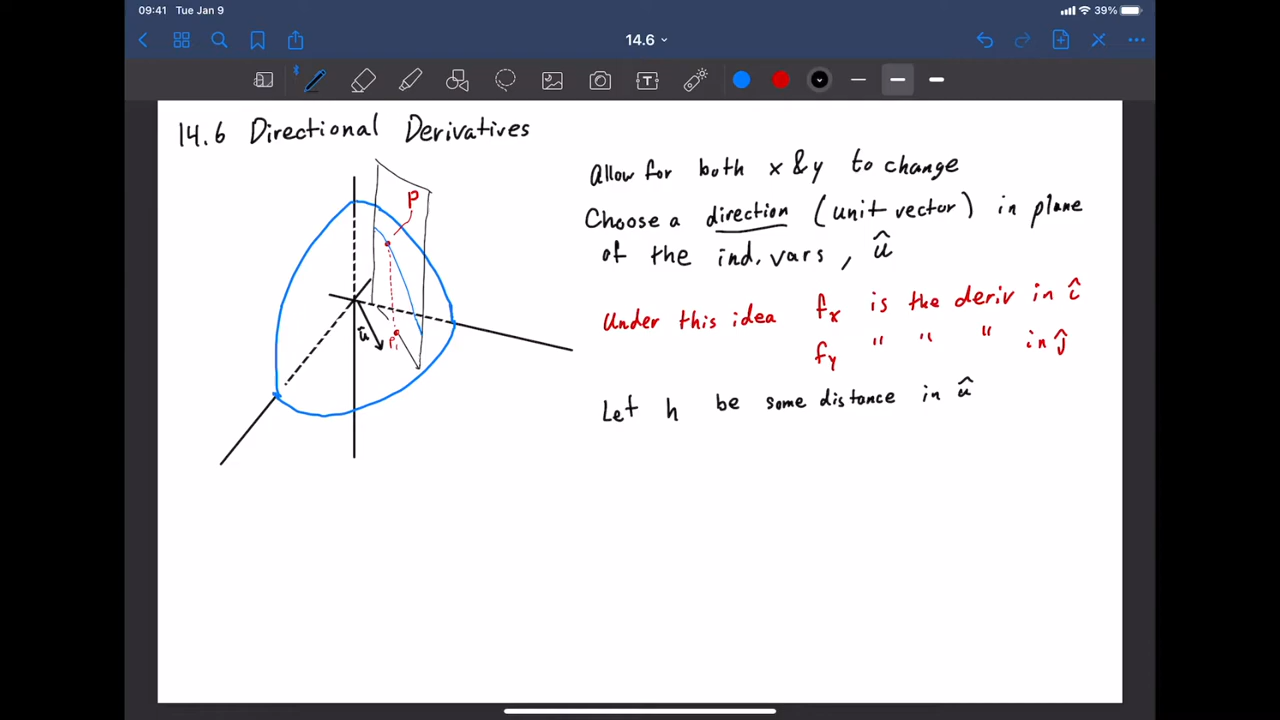 09:41 Tue Jan 9
39%
14.6
T
14.6 Directional Derivatives
Allow for both x & y to change
Choose a direction (unit vector) in plane
of the ind. vars, û
Under this idea fx is the deriv in î
fy " " " in ĵ
Let h be some distance in û
P
û
P₁